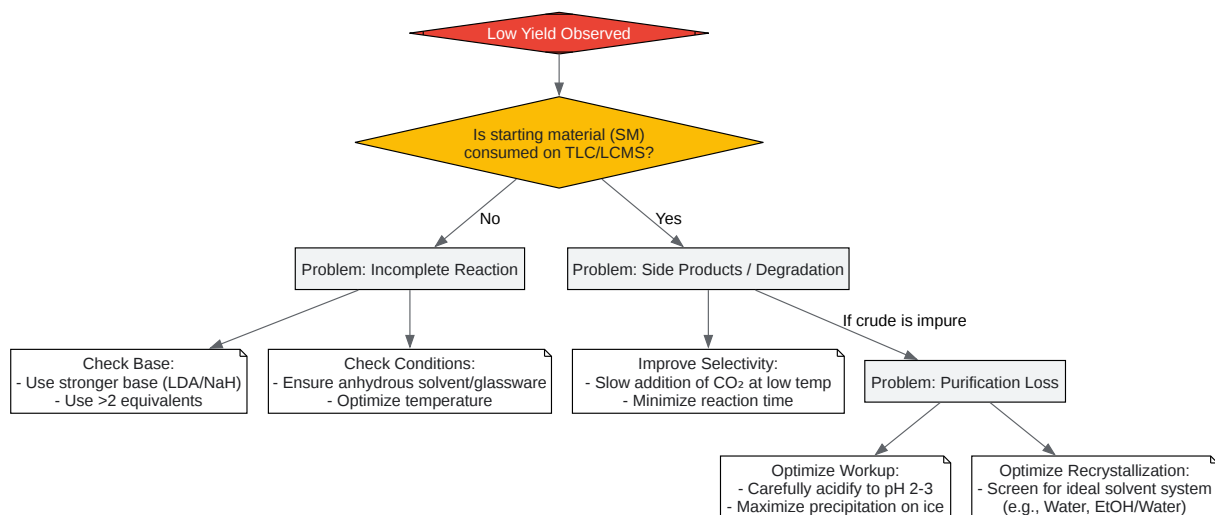 Low Yield Observed
Is starting material (SM)
consumed on TLC/LCMS?
No
Yes
Problem: Incomplete Reaction
Problem: Side Products / Degradation
If crude is impure
Check Base:
- Use stronger base (LDA/NaH)
- Use >2 equivalents
Check Conditions:
- Ensure anhydrous solvent/glassware
- Optimize temperature
Improve Selectivity:
- Slow addition of CO₂ at low temp
- Minimize reaction time
Problem: Purification Loss
Optimize Workup:
- Carefully acidify to pH 2-3
- Maximize precipitation on ice
Optimize Recrystallization:
- Screen for ideal solvent system
(e.g., Water, EtOH/Water)